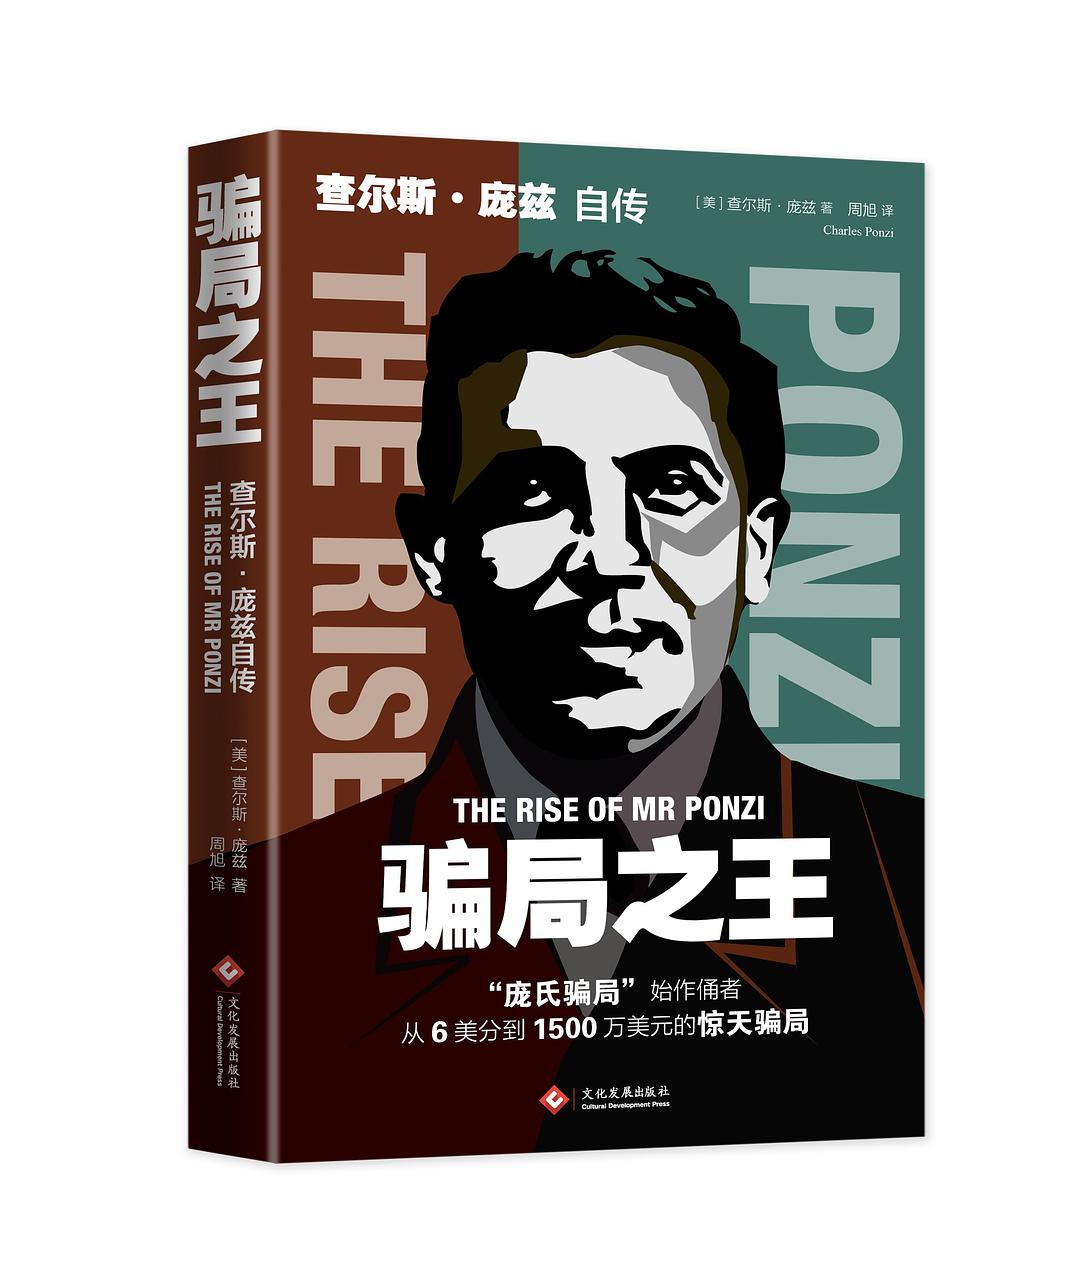 骗局之王
查尔斯·庞兹自传
THE RISE OF MR PONZI
[美]查尔斯·庞兹 著
周旭 译
文化发展出版社
Cultural Development Press
查尔斯·庞兹 自传
[美]查尔斯·庞兹 著 周旭 译
Charles Ponzi
THE RISE
PONZI
THE RISE OF MR PONZI
骗局之王
“庞氏骗局”始作俑者
从6美分到1500万美元的惊天骗局
文化发展出版社
Cultural Development Press